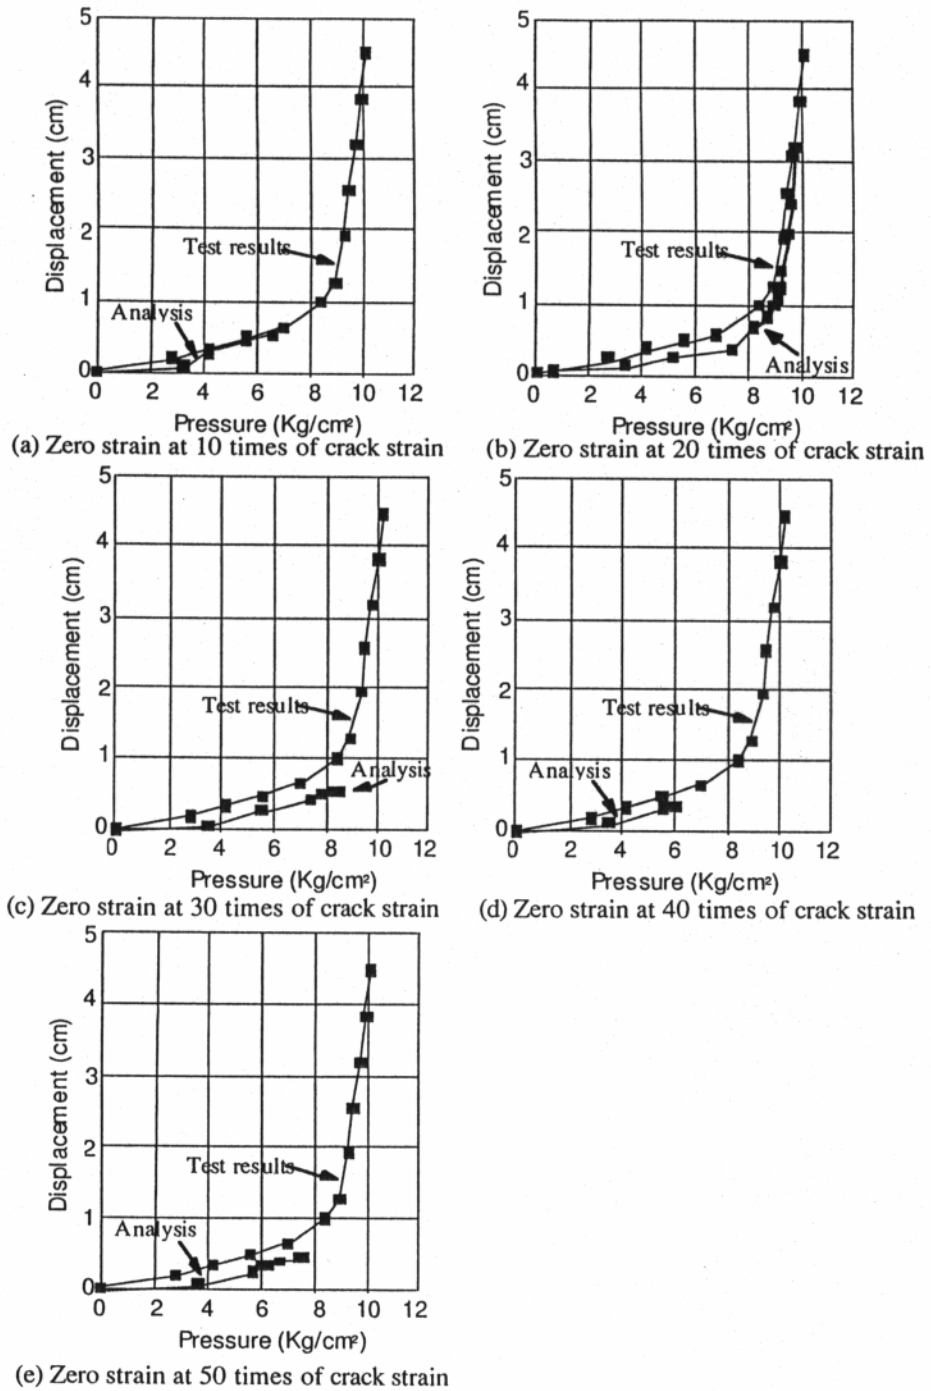 5
4
3
2
1
0
Displacement (cm)
Test results
Analysis
0 2 4 6 8 10 12
Pressure (Kg/cm²)
(a) Zero strain at 10 times of crack strain
5
4
3
2
1
0
Displacement (cm)
Test results
Analysis
0 2 4 6 8 10 12
Pressure (Kg/cm²)
(b) Zero strain at 20 times of crack strain
5
4
3
2
1
0
Displacement (cm)
Test results
Analysis
0 2 4 6 8 10 12
Pressure (Kg/cm²)
(c) Zero strain at 30 times of crack strain
5
4
3
2
1
0
Displacement (cm)
Test results
Analysis
0 2 4 6 8 10 12
Pressure (Kg/cm²)
(d) Zero strain at 40 times of crack strain
5
4
3
2
1
0
Displacement (cm)
Test results
Analysis
0 2 4 6 8 10 12
Pressure (Kg/cm²)
(e) Zero strain at 50 times of crack strain